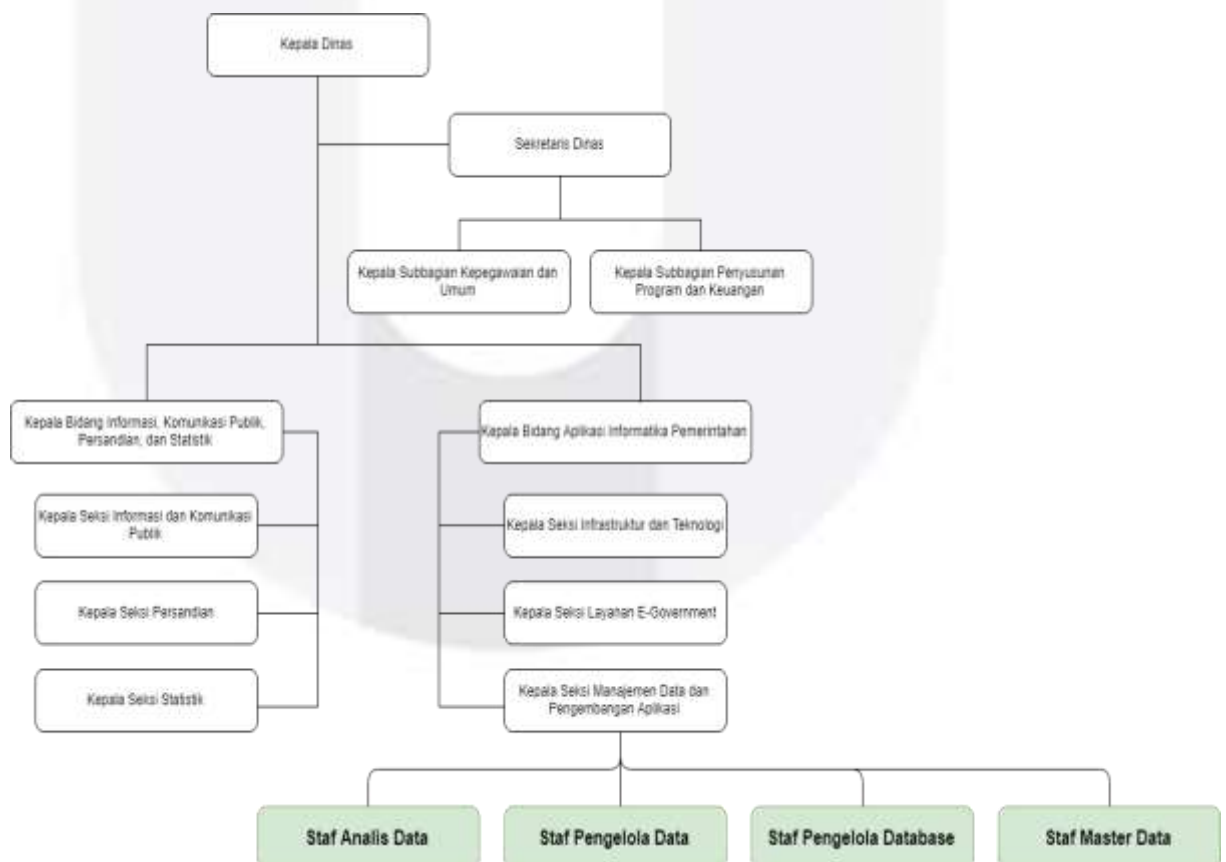 Kepala Dinas
Sekretaris Dinas
Kepala Subbagian Kepegawaian dan
Umum
Kepala Subbagian Penyusunan
Program dan Keuangan
Kepala Bidang Informasi, Komunikasi Publik,
Persandian, dan Statistik
Kepala Bidang Aplikasi Informatika Pemerintahan
Kepala Seksi Informasi dan Komunikasi
Publik
Kepala Seksi Infrastruktur dan Teknologi
Kepala Seksi Persandian
Kepala Seksi Layanan E-Government
Kepala Seksi Statistik
Kepala Seksi Manajemen Data dan
Pengembangan Aplikasi
Staf Analis Data
Staf Pengelola Data
Staf Pengelola Database
Staf Master Data